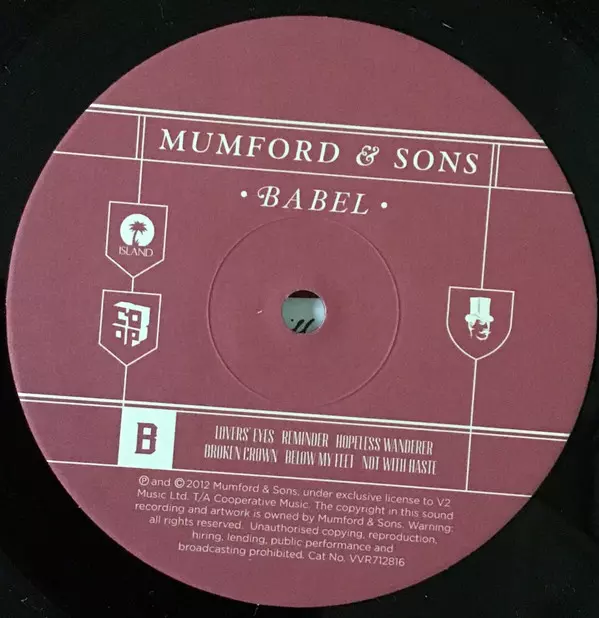 MUMFORD & SONS
• BABEL •
ISLAND
CO
OP
B
LOVERS' EYES REMINDER HOPELESS WANDERER
BROKEN CROWN BELOW MY FEET NOT WITH HASTE
℗ and © 2012 Mumford & Sons, under exclusive license to V2
Music Ltd. T/A Cooperative Music. The copyright in this sound
recording and artwork is owned by Mumford & Sons. Warning:
all rights reserved. Unauthorised copying, reproduction,
hiring, lending, public performance and
broadcasting prohibited. Cat No. VVR712816